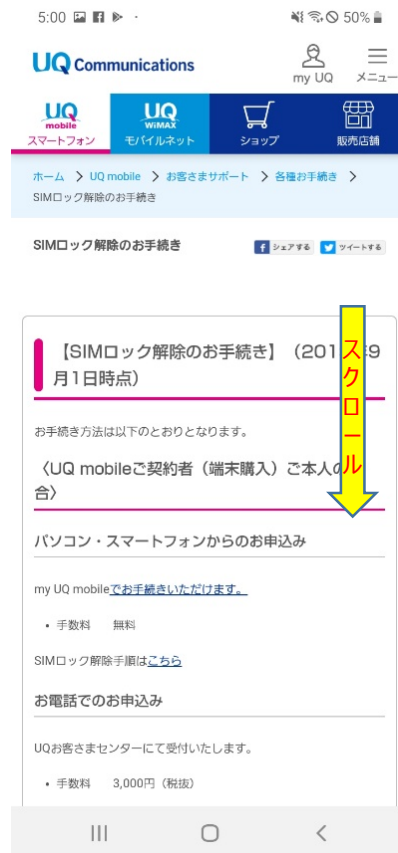 5:00
50%
UQ Communications
my UQ
メニュー
UQ
mobile
スマートフォン
UQ
WiMAX
モバイルネット
ショップ
販売店舗
ホーム > UQ mobile > お客さまサポート > 各種お手続き >
SIMロック解除のお手続き
SIMロック解除のお手続き
シェアする
ツイートする
スクロール
【SIMロック解除のお手続き】（201 9
月1日時点）
お手続き方法は以下のとおりとなります。
〈UQ mobileご契約者（端末購入）ご本人の
合〉
パソコン・スマートフォンからのお申込み
my UQ mobileでお手続きいただけます。
• 手数料 無料
SIMロック解除手順はこちら
お電話でのお申込み
UQお客さまセンターにて受付いたします。
• 手数料 3,000円（税抜）